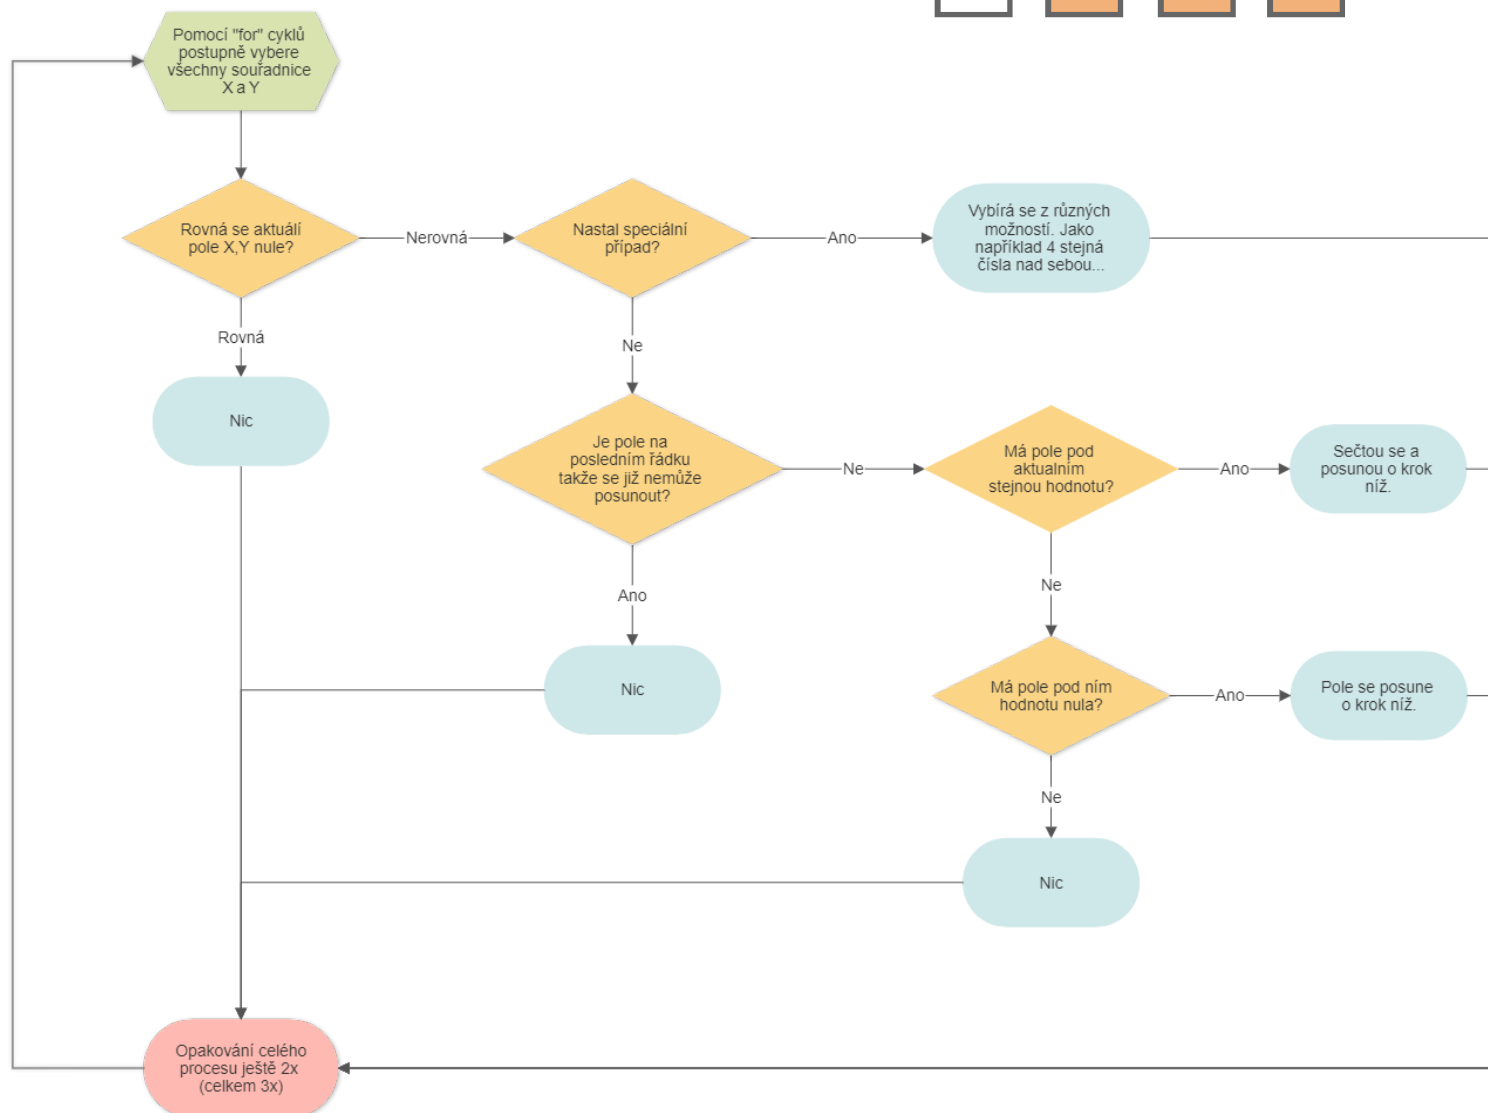 Pomocí "for" cyklů
postupně vybere
všechny souřadnice
X a Y
Rovná se aktuálí
pole X,Y nule?
Nerovná
Nastal speciální
případ?
Ano
Vybírá se z různých
možností. Jako
například 4 stejná
čísla nad sebou...
Rovná
Ne
Nic
Je pole na
posledním řádku
takže se již nemůže
posunout?
Ne
Má pole pod
aktualním
stejnou hodnotu?
Ano
Sečtou se a
posunou o krok
níž.
Ano
Ne
Nic
Má pole pod ním
hodnotu nula?
Ano
Pole se posune
o krok níž.
Ne
Nic
Opakování celého
procesu ještě 2x
(celkem 3x)